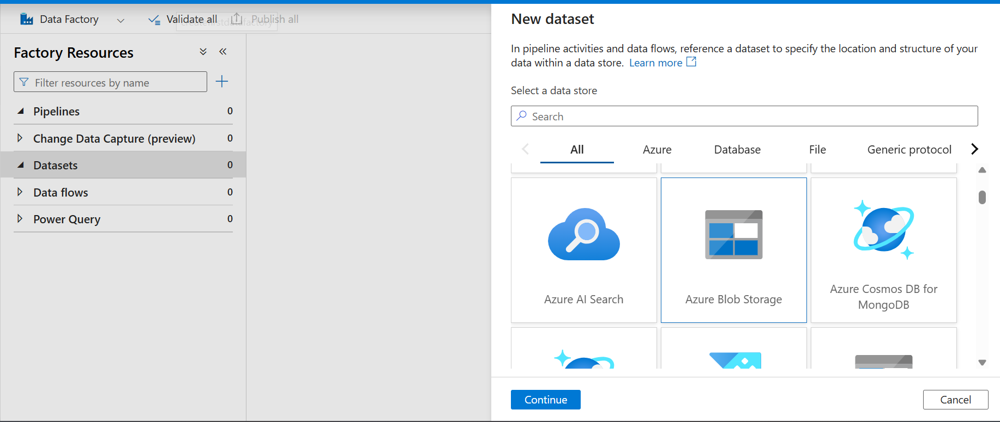 Data Factory
Validate all
Publish all
createfirstdatafactory
Factory Resources
Filter resources by name
Pipelines 0
Change Data Capture (preview) 0
Datasets 0
Data flows 0
Power Query 0
New dataset
In pipeline activities and data flows, reference a dataset to specify the location and structure of your
data within a data store. Learn more
Select a data store
Search
All Azure Database File Generic protocol
Azure AI Search
Azure Blob Storage
Azure Cosmos DB for
MongoDB
Continue
Cancel